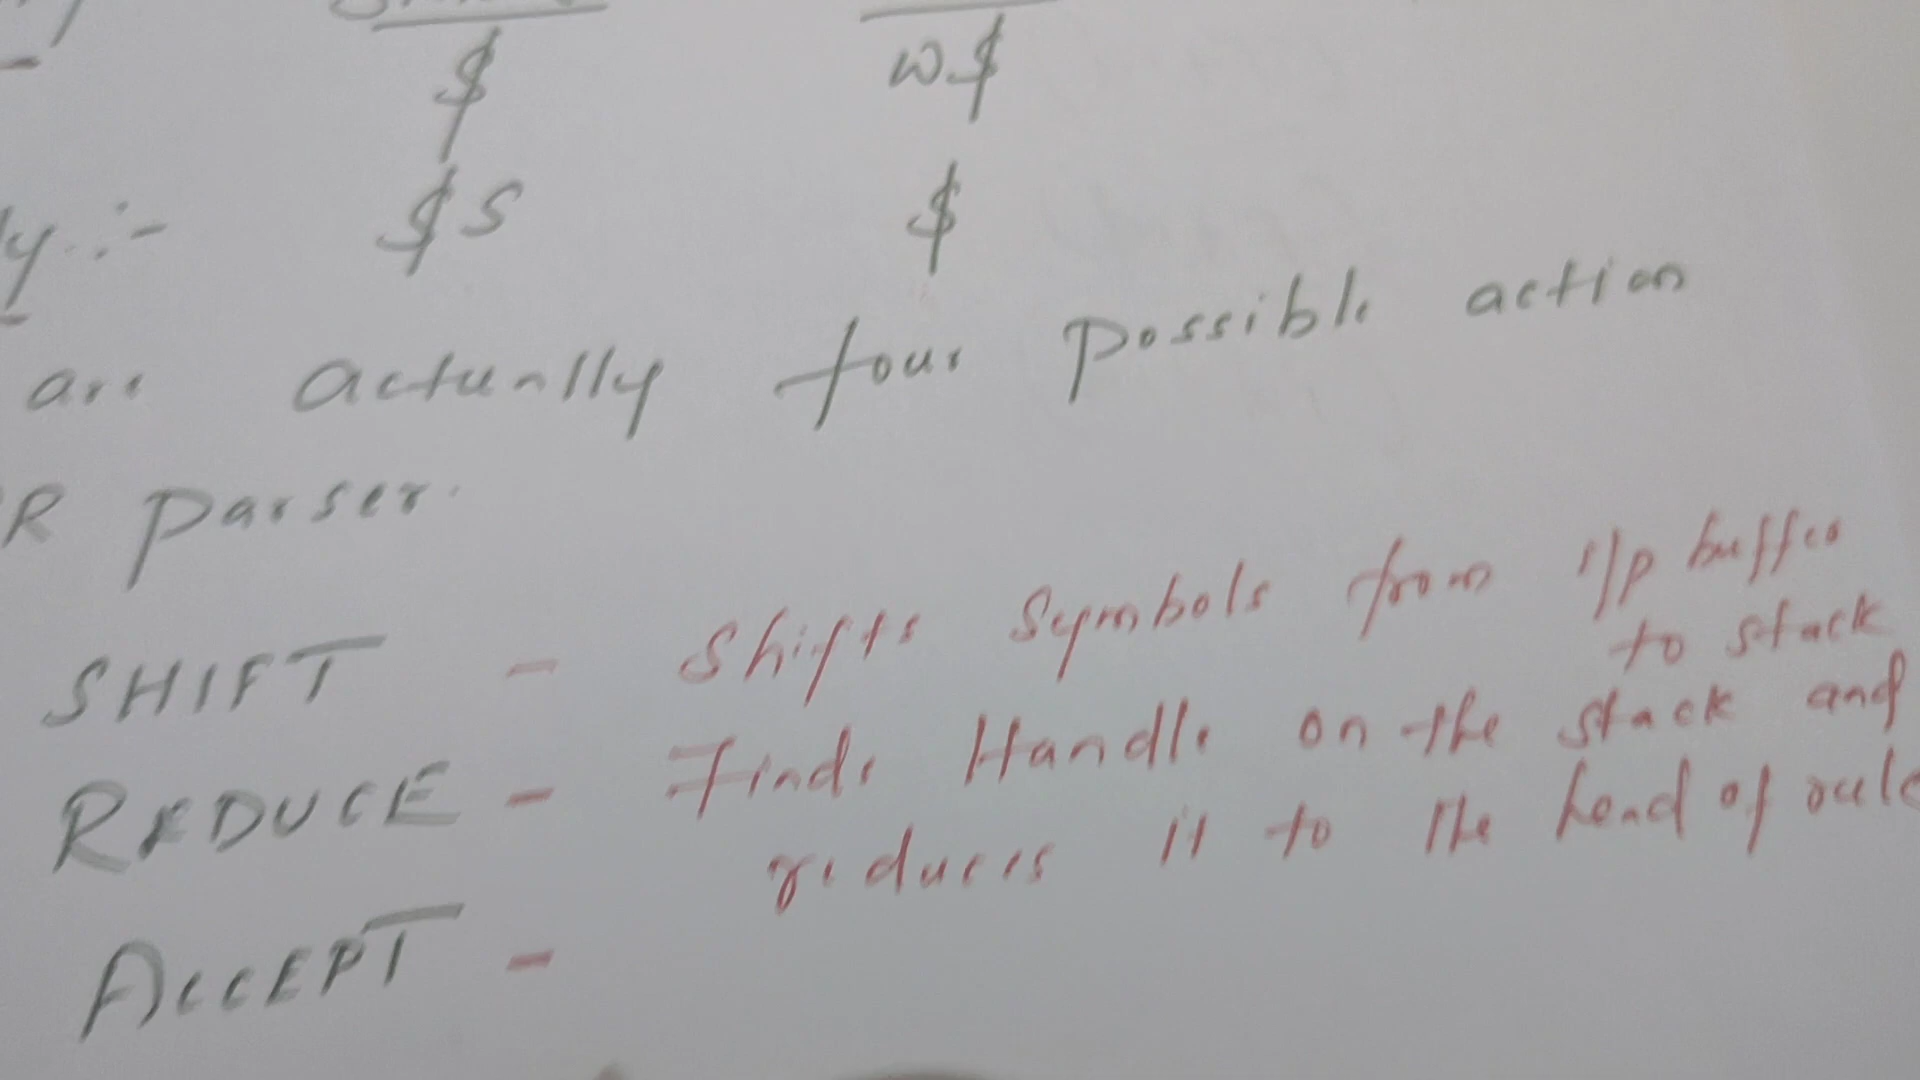 $ w$
y :- $S $
are actually four possible action
R Parser.
SHIFT - Shifts Symbols from i/p buffer
to stack
REDUCE - Finds Handle on the stack and
reduces it to the head of rule
ACCEPT -